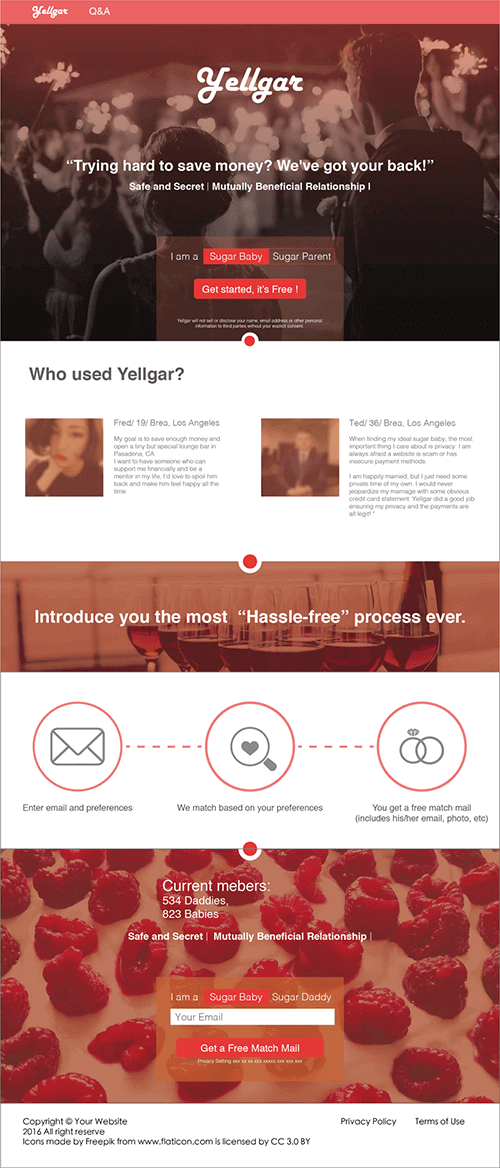 Yellgar Q&A
Yellgar
“Trying hard to save money? We've got your back!”
Safe and Secret | Mutually Beneficial Relationship |
I am a Sugar Baby Sugar Parent
Get started, it's Free !
Yellgar will not sell or disclose your name, email address or other personal
information to third parties without your explicit consent.
Who used Yellgar?
Fred/ 19/ Brea, Los Angeles
My goal is to save enough money and
open a tiny but special lounge bar in
Pasadena, CA.
I want to have someone who can
support me financially and be a
mentor in my life, I'd love to spoil him
back and make him feel happy all the
time
Ted/ 36/ Brea, Los Angeles
When finding my ideal sugar baby, the most
important thing I care about is privacy. I am
always afraid a website is scam or has
insecure payment methods.
I am happily married, but I just need some
private time of my own. I would never
jeopardize my marriage with some obvious
credit card statement. Yellgar did a good job
ensuring my privacy and the payments are
all legit! "
Introduce you the most “Hassle-free” process ever.
Enter email and preferences
We match based on your preferences
You get a free match mail
(includes his/her email, photo, etc)
Current mebers:
534 Daddies,
823 Babies
Safe and Secret | Mutually Beneficial Relationship |
I am a Sugar Baby Sugar Daddy
Your Email
Get a Free Match Mail
Privacy Setting xxx xx xx xxx xxxxx xxx xxx xxx
Copyright © Your Website
2016 All right reserve
Icons made by Freepik from www.flaticon.com is licensed by CC 3.0 BY
Privacy Policy Terms of Use